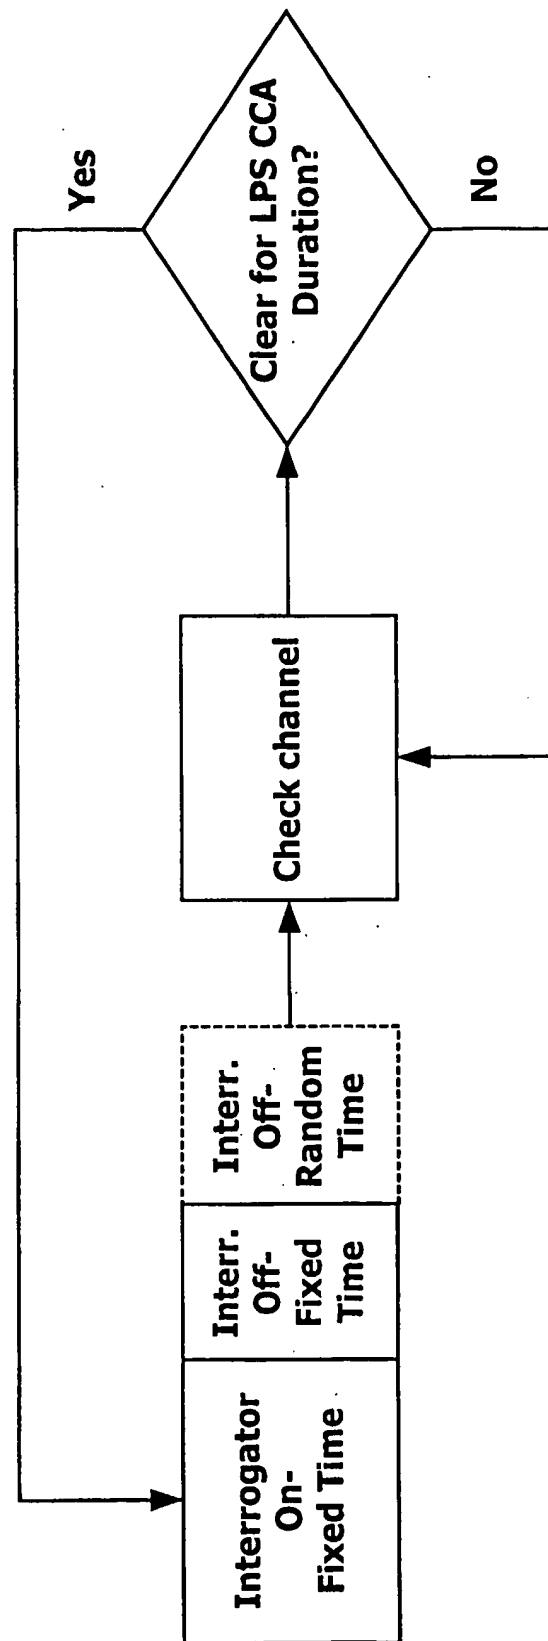 Interrogator
On-
Fixed Time
Interr.
Off-
Fixed
Time
Interr.
Off-
Random
Time
Check channel
Clear for LPS CCA
Duration?
Yes
No